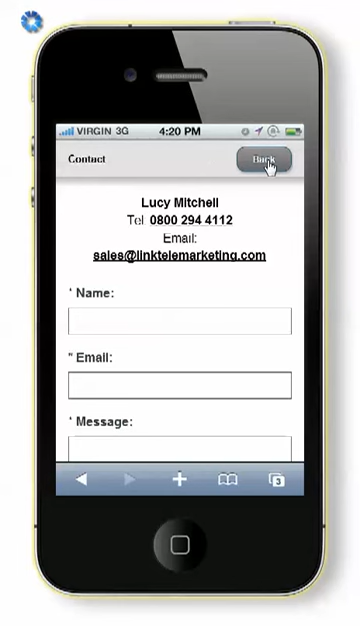 VIRGIN 3G 4:20 PM
Contact Back
Lucy Mitchell
Tel 0800 294 4112
Email:
sales@linktelemarketing.com
* Name:
* Email:
* Message:
3